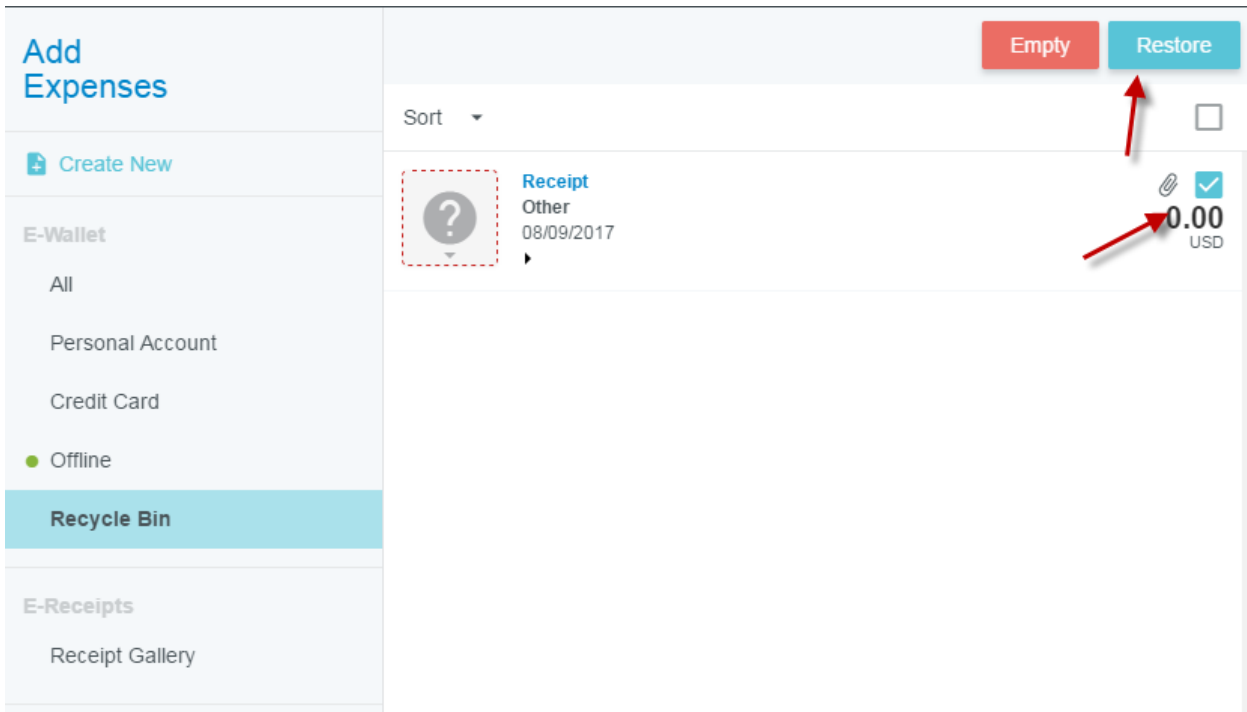 Add
Expenses
Create New
E-Wallet
All
Personal Account
Credit Card
Offline
Recycle Bin
E-Receipts
Receipt Gallery
Empty
Restore
Sort
?
Receipt
Other
08/09/2017
0.00
USD